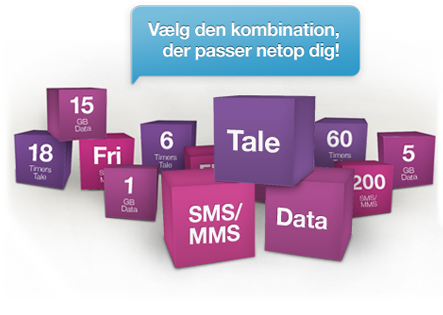 Vælg den kombination,
der passer netop dig!
15
GB
Data
18
Timers
Tale
Fri
6
Timers
Tale
1
GB
Data
Tale
60
Timers
5
GB
Data
200
SMS/
MMS
SMS/
MMS
Data